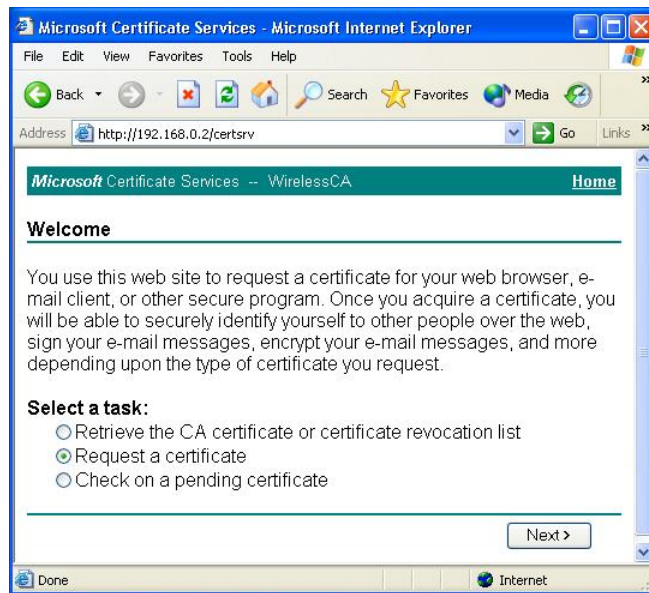 Microsoft Certificate Services - Microsoft Internet Explorer
File Edit View Favorites Tools Help
Back Search Favorites Media »
Address http://192.168.0.2/certsrv Go Links »
Microsoft Certificate Services -- WirelessCA Home
Welcome
You use this web site to request a certificate for your web browser, e-
mail client, or other secure program. Once you acquire a certificate, you
will be able to securely identify yourself to other people over the web,
sign your e-mail messages, encrypt your e-mail messages, and more
depending upon the type of certificate you request.
Select a task:
Retrieve the CA certificate or certificate revocation list
Request a certificate
Check on a pending certificate
Next >
Done Internet